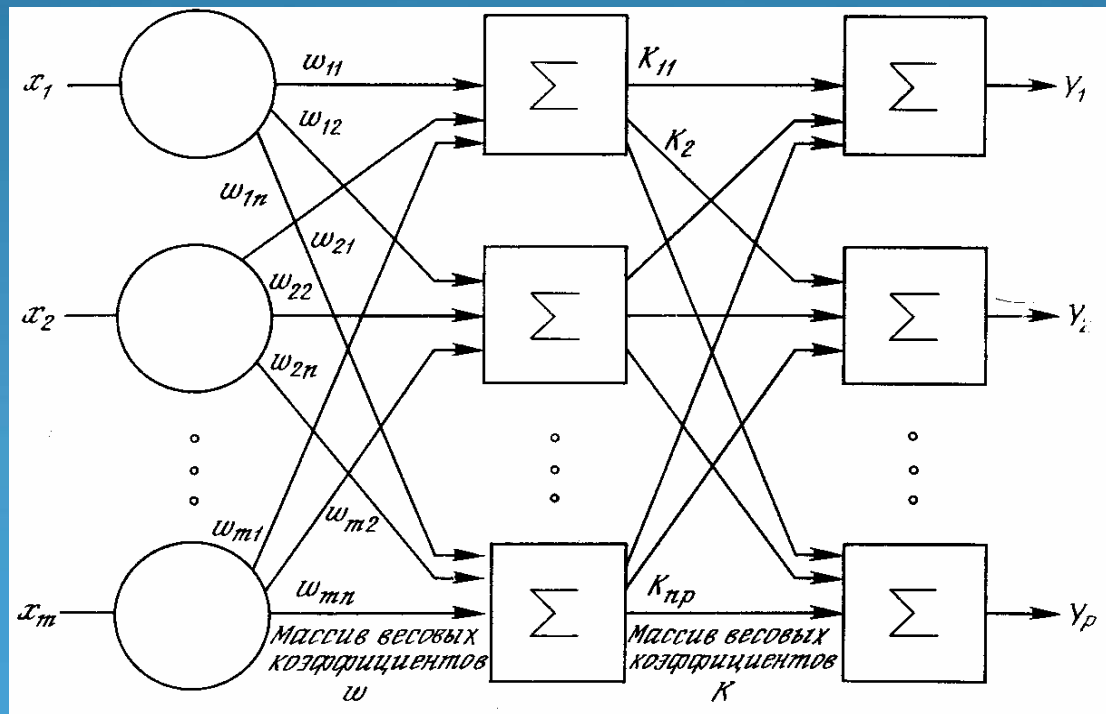 x₁
w₁₁
Σ
K₁₁
Σ
Y₁
w₁₂
K₂
w₁ₙ
w₂₁
x₂
w₂₂
Σ
Σ
Y₂
w₂ₙ
wₘ₁
wₘ₂
xₘ
wₘₙ
Σ
Kₙₚ
Σ
Yₚ
Массив весовых
коэффициентов
w
Массив весовых
коэффициентов
K